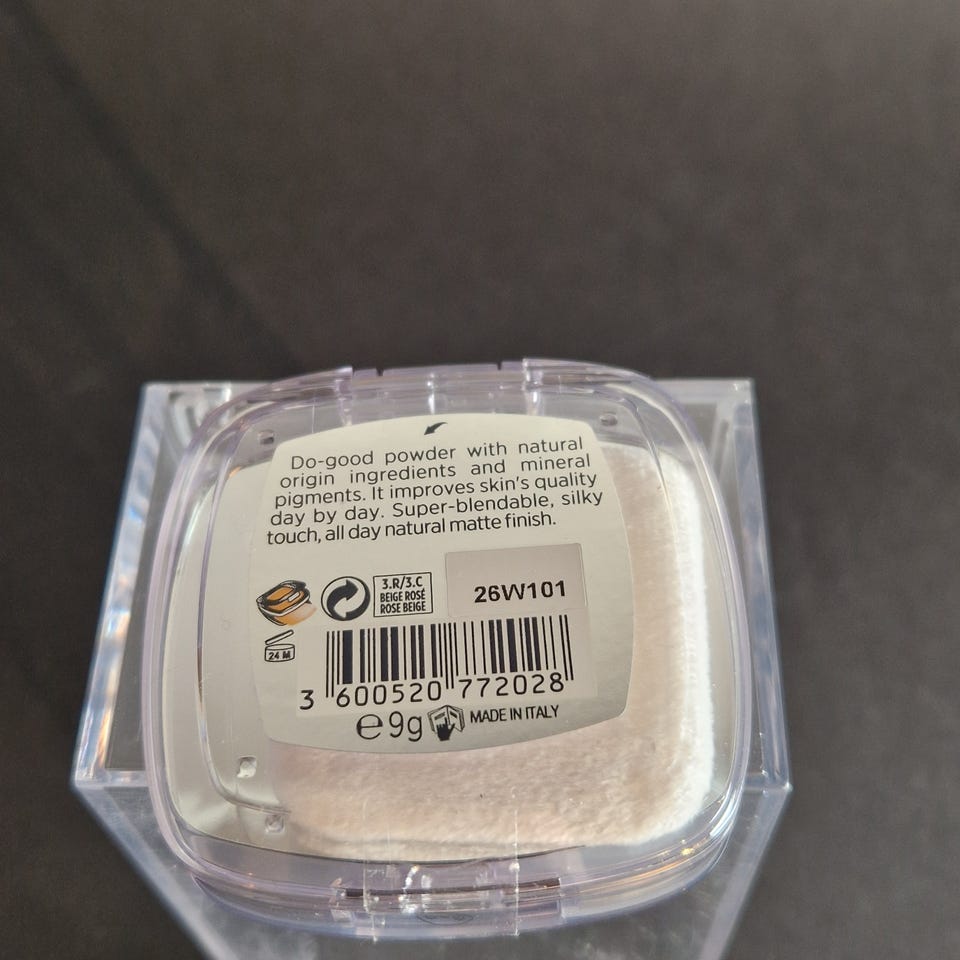 Do-good powder with natural
origin ingredients and mineral
pigments. It improves skin's quality
day by day. Super-blendable, silky
touch, all day natural matte finish.
3.R/3.C
BEIGE ROSÉ
ROSE BEIGE
26W101
24 M
3 600520 772028
e 9g MADE IN ITALY